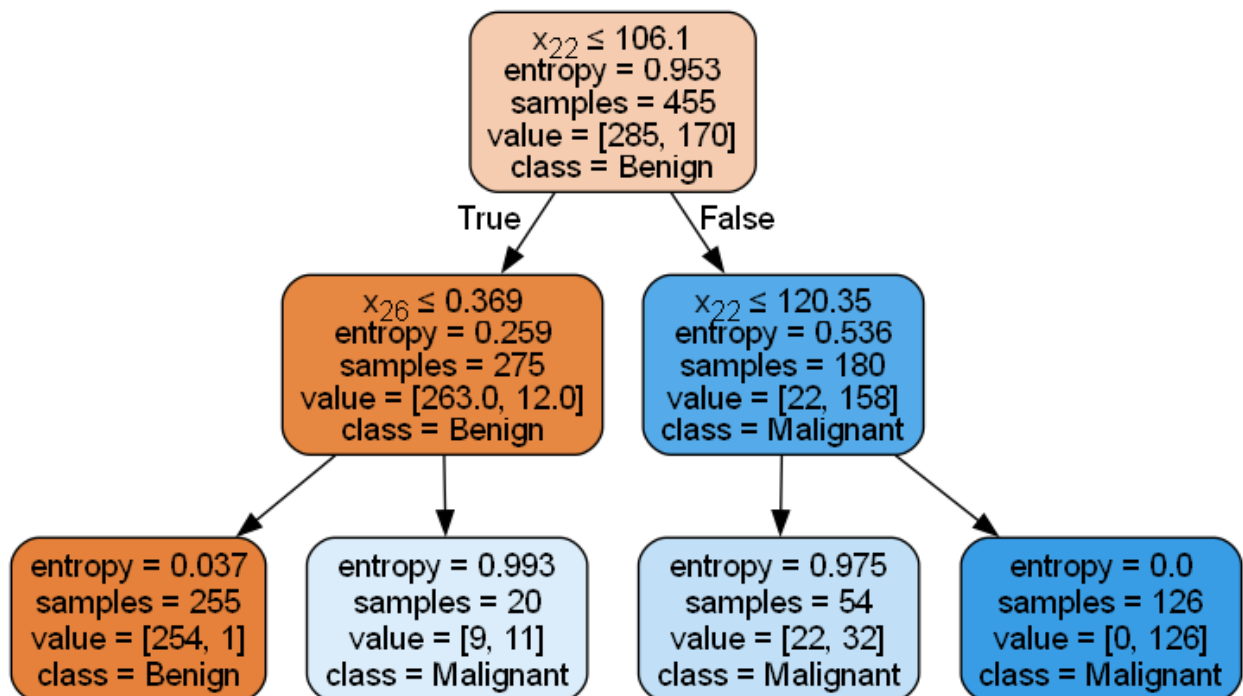 x₂₂ ≤ 106.1
entropy = 0.953
samples = 455
value = [285, 170]
class = Benign
True
False
x₂₆ ≤ 0.369
entropy = 0.259
samples = 275
value = [263.0, 12.0]
class = Benign
x₂₂ ≤ 120.35
entropy = 0.536
samples = 180
value = [22, 158]
class = Malignant
entropy = 0.037
samples = 255
value = [254, 1]
class = Benign
entropy = 0.993
samples = 20
value = [9, 11]
class = Malignant
entropy = 0.975
samples = 54
value = [22, 32]
class = Malignant
entropy = 0.0
samples = 126
value = [0, 126]
class = Malignant